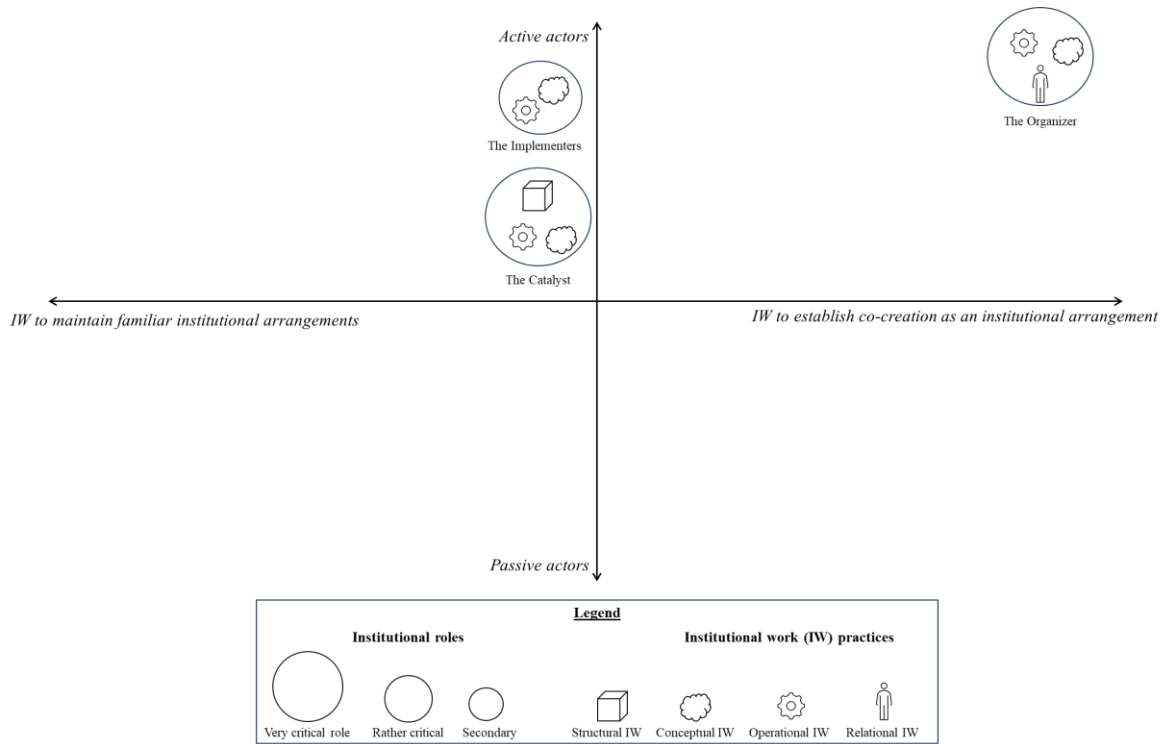 Active actors
The Organizer
The Implementers
The Catalyst
IW to maintain familiar institutional arrangements
IW to establish co-creation as an institutional arrangement
Passive actors
Legend
Institutional roles
Institutional work (IW) practices
Very critical role
Rather critical
Secondary
Structural IW
Conceptual IW
Operational IW
Relational IW